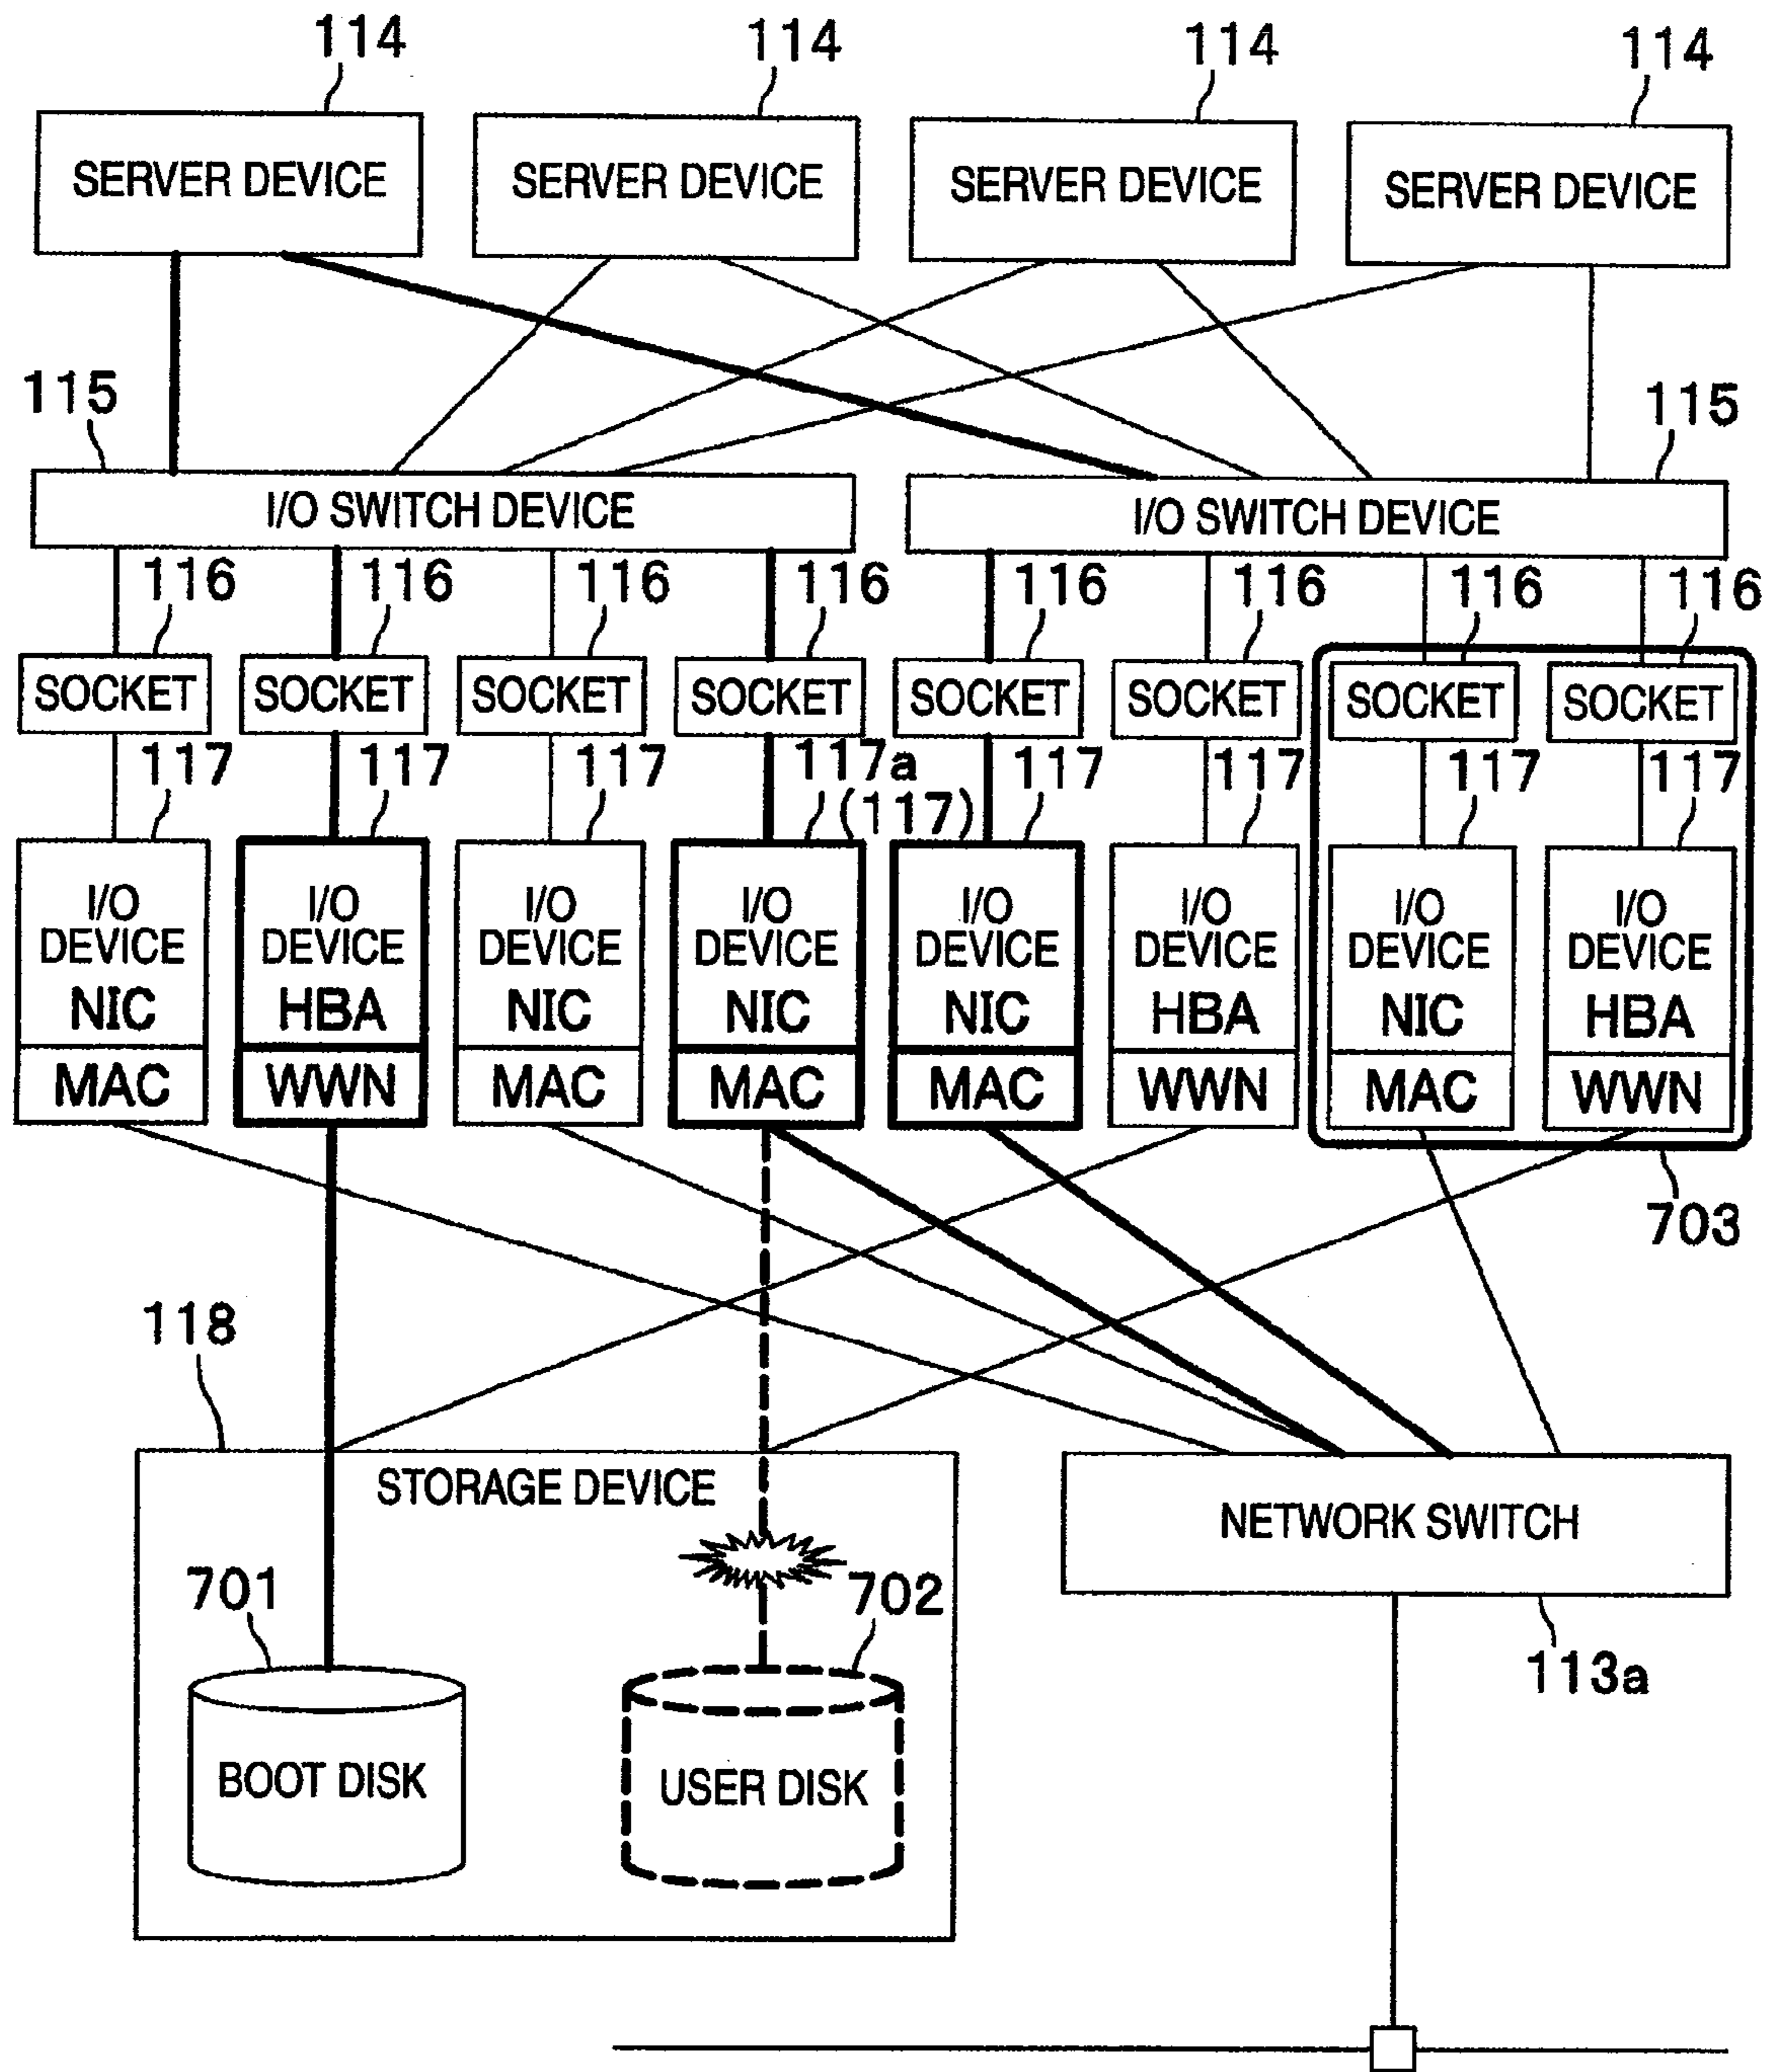 114 114 114 114
SERVER DEVICE SERVER DEVICE SERVER DEVICE SERVER DEVICE
115 115
I/O SWITCH DEVICE I/O SWITCH DEVICE
116 116 116 116 116 116 116 116
SOCKET SOCKET SOCKET SOCKET SOCKET SOCKET SOCKET SOCKET
117 117 117 117a 117 117 117 117
(117)
I/O I/O I/O I/O I/O I/O I/O I/O
DEVICE DEVICE DEVICE DEVICE DEVICE DEVICE DEVICE DEVICE
NIC HBA NIC NIC NIC HBA NIC HBA
MAC WWN MAC MAC MAC WWN MAC WWN
703
118
STORAGE DEVICE
NETWORK SWITCH
701 702
113a
BOOT DISK USER DISK